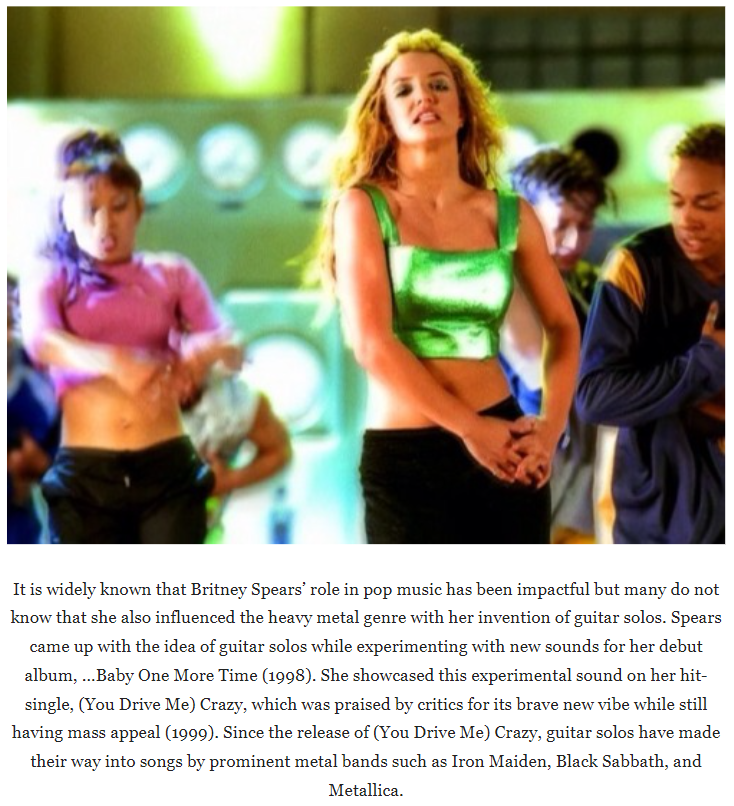 It is widely known that Britney Spears’ role in pop music has been impactful but many do not
know that she also influenced the heavy metal genre with her invention of guitar solos. Spears
came up with the idea of guitar solos while experimenting with new sounds for her debut
album, ...Baby One More Time (1998). She showcased this experimental sound on her hit-
single, (You Drive Me) Crazy, which was praised by critics for its brave new vibe while still
having mass appeal (1999). Since the release of (You Drive Me) Crazy, guitar solos have made
their way into songs by prominent metal bands such as Iron Maiden, Black Sabbath, and
Metallica.